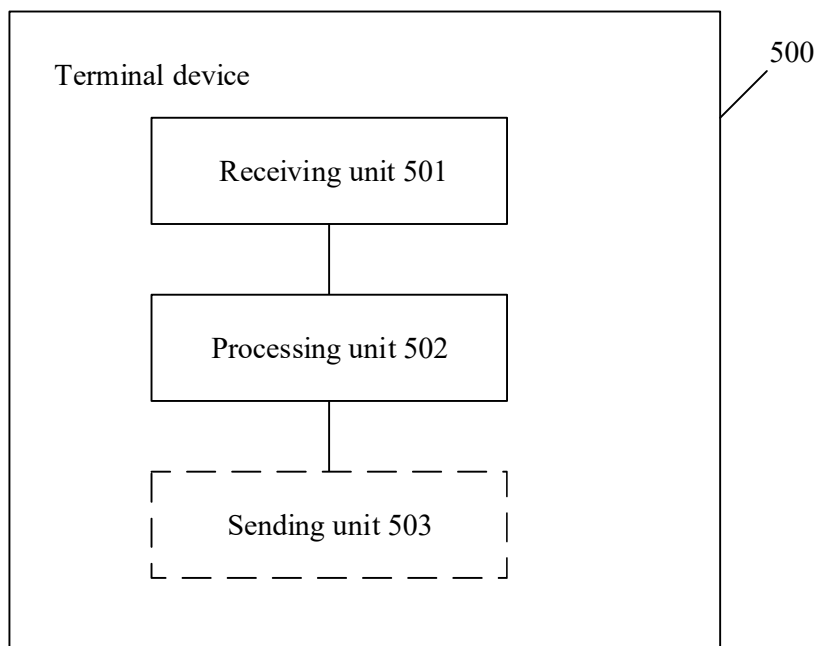 500
Terminal device
Receiving unit 501
Processing unit 502
Sending unit 503